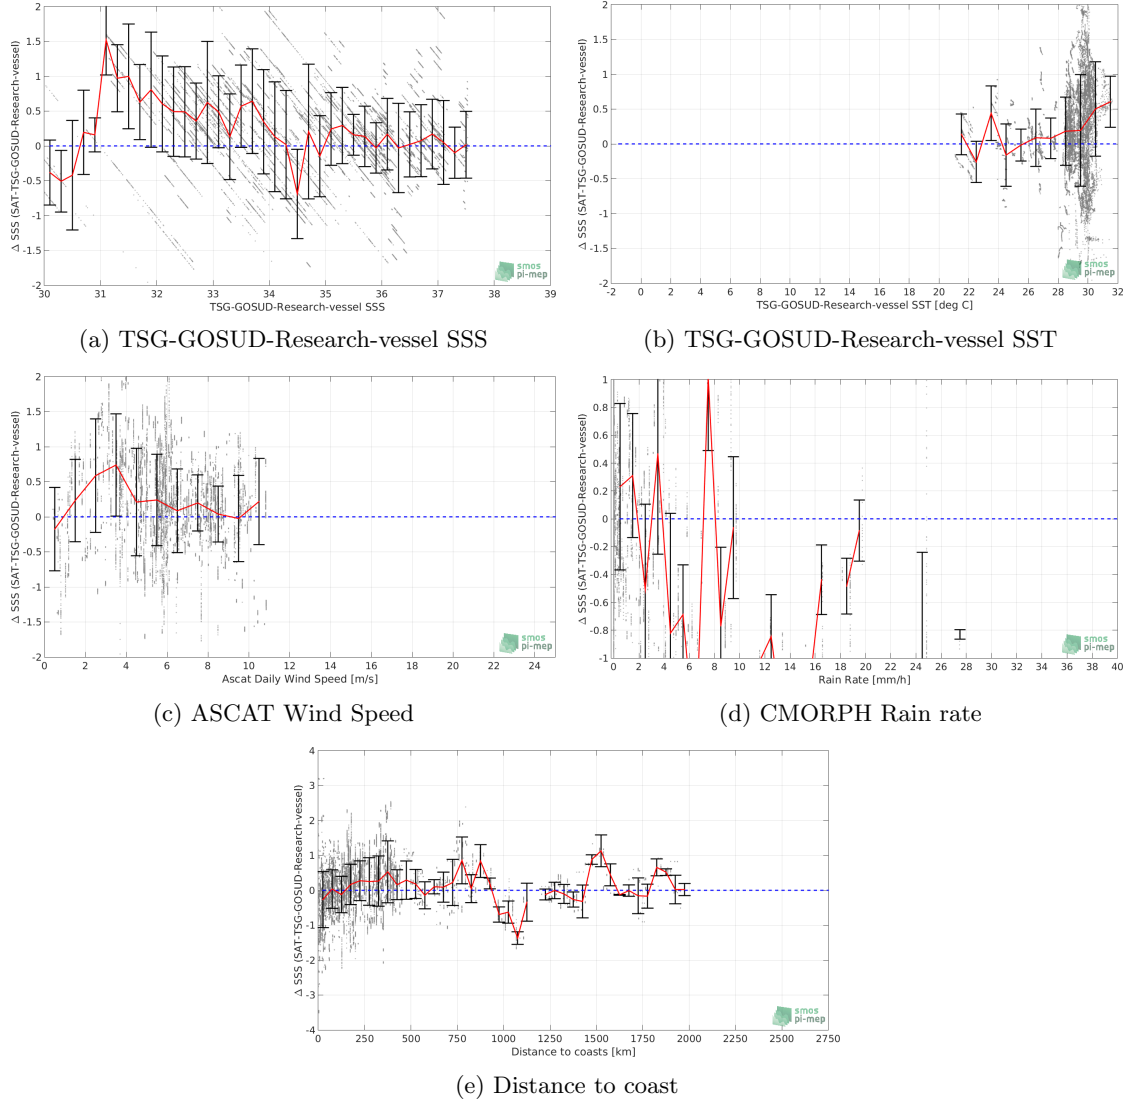 2
1.5
1
0.5
0
-0.5
-1
-1.5
-2
Δ SSS (SAT-TSG-GOSUD-Research-vessel)
30 31 32 33 34 35 36 37 38 39
TSG-GOSUD-Research-vessel SSS
smos
pi-mep
(a) TSG-GOSUD-Research-vessel SSS
2
1.5
1
0.5
0
-0.5
-1
-1.5
-2
Δ SSS (SAT-TSG-GOSUD-Research-vessel)
-2 0 2 4 6 8 10 12 14 16 18 20 22 24 26 28 30 32
TSG-GOSUD-Research-vessel SST [deg C]
smos
pi-mep
(b) TSG-GOSUD-Research-vessel SST
2
1.5
1
0.5
0
-0.5
-1
-1.5
-2
Δ SSS (SAT-TSG-GOSUD-Research-vessel)
0 2 4 6 8 10 12 14 16 18 20 22 24
Ascat Daily Wind Speed [m/s]
smos
pi-mep
(c) ASCAT Wind Speed
1
0.8
0.6
0.4
0.2
0
-0.2
-0.4
-0.6
-0.8
-1
Δ SSS (SAT-TSG-GOSUD-Research-vessel)
0 2 4 6 8 10 12 14 16 18 20 22 24 26 28 30 32 34 36 38 40
Rain Rate [mm/h]
smos
pi-mep
(d) CMORPH Rain rate
4
3
2
1
0
-1
-2
-3
-4
Δ SSS (SAT-TSG-GOSUD-Research-vessel)
0 250 500 750 1000 1250 1500 1750 2000 2250 2500 2750
Distance to coasts [km]
smos
pi-mep
(e) Distance to coast